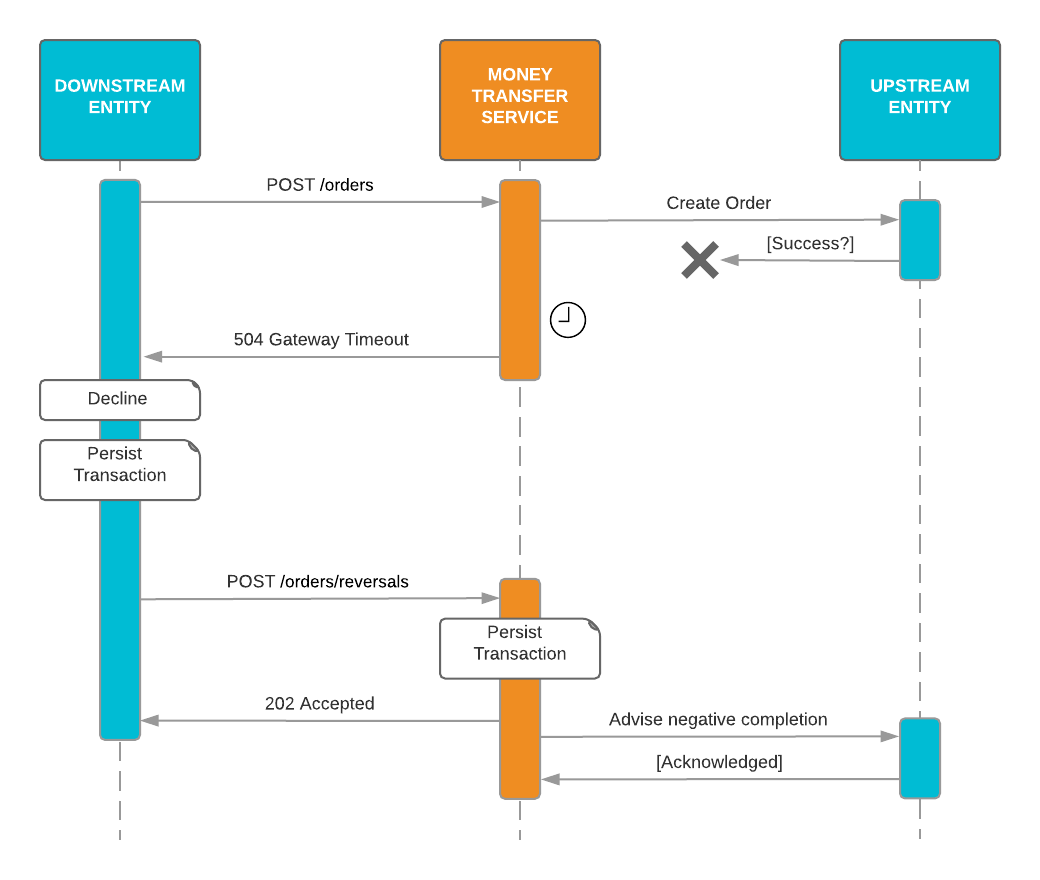 DOWNSTREAM
ENTITY
MONEY
TRANSFER
SERVICE
UPSTREAM
ENTITY
POST /orders
Create Order
[Success?]
504 Gateway Timeout
Decline
Persist
Transaction
POST /orders/reversals
Persist
Transaction
202 Accepted
Advise negative completion
[Acknowledged]